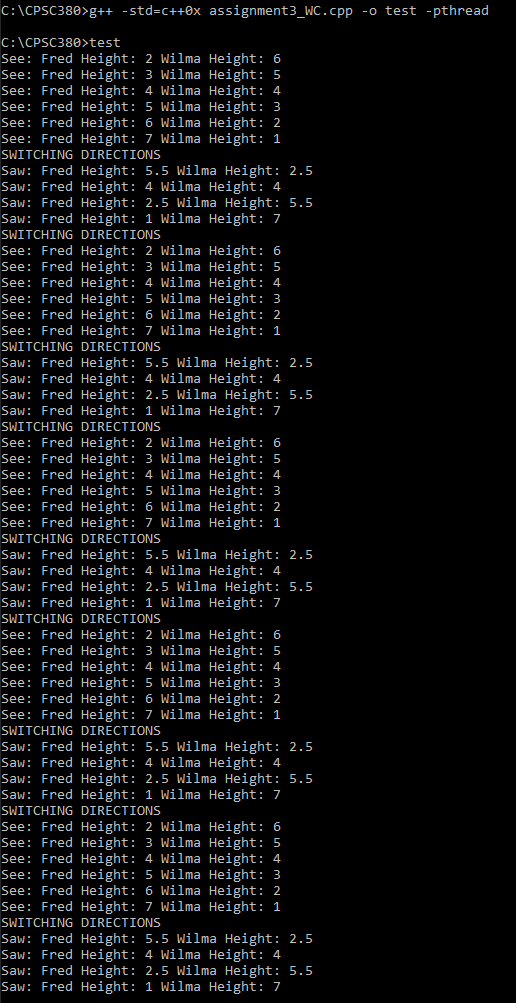 C:\CPSC380>g++ -std=c++0x assignment3_WC.cpp -o test -pthread
C:\CPSC380>test
See: Fred Height: 2 Wilma Height: 6
See: Fred Height: 3 Wilma Height: 5
See: Fred Height: 4 Wilma Height: 4
See: Fred Height: 5 Wilma Height: 3
See: Fred Height: 6 Wilma Height: 2
See: Fred Height: 7 Wilma Height: 1
SWITCHING DIRECTIONS
Saw: Fred Height: 5.5 Wilma Height: 2.5
Saw: Fred Height: 4 Wilma Height: 4
Saw: Fred Height: 2.5 Wilma Height: 5.5
Saw: Fred Height: 1 Wilma Height: 7
SWITCHING DIRECTIONS
See: Fred Height: 2 Wilma Height: 6
See: Fred Height: 3 Wilma Height: 5
See: Fred Height: 4 Wilma Height: 4
See: Fred Height: 5 Wilma Height: 3
See: Fred Height: 6 Wilma Height: 2
See: Fred Height: 7 Wilma Height: 1
SWITCHING DIRECTIONS
Saw: Fred Height: 5.5 Wilma Height: 2.5
Saw: Fred Height: 4 Wilma Height: 4
Saw: Fred Height: 2.5 Wilma Height: 5.5
Saw: Fred Height: 1 Wilma Height: 7
SWITCHING DIRECTIONS
See: Fred Height: 2 Wilma Height: 6
See: Fred Height: 3 Wilma Height: 5
See: Fred Height: 4 Wilma Height: 4
See: Fred Height: 5 Wilma Height: 3
See: Fred Height: 6 Wilma Height: 2
See: Fred Height: 7 Wilma Height: 1
SWITCHING DIRECTIONS
Saw: Fred Height: 5.5 Wilma Height: 2.5
Saw: Fred Height: 4 Wilma Height: 4
Saw: Fred Height: 2.5 Wilma Height: 5.5
Saw: Fred Height: 1 Wilma Height: 7
SWITCHING DIRECTIONS
See: Fred Height: 2 Wilma Height: 6
See: Fred Height: 3 Wilma Height: 5
See: Fred Height: 4 Wilma Height: 4
See: Fred Height: 5 Wilma Height: 3
See: Fred Height: 6 Wilma Height: 2
See: Fred Height: 7 Wilma Height: 1
SWITCHING DIRECTIONS
Saw: Fred Height: 5.5 Wilma Height: 2.5
Saw: Fred Height: 4 Wilma Height: 4
Saw: Fred Height: 2.5 Wilma Height: 5.5
Saw: Fred Height: 1 Wilma Height: 7
SWITCHING DIRECTIONS
See: Fred Height: 2 Wilma Height: 6
See: Fred Height: 3 Wilma Height: 5
See: Fred Height: 4 Wilma Height: 4
See: Fred Height: 5 Wilma Height: 3
See: Fred Height: 6 Wilma Height: 2
See: Fred Height: 7 Wilma Height: 1
SWITCHING DIRECTIONS
Saw: Fred Height: 5.5 Wilma Height: 2.5
Saw: Fred Height: 4 Wilma Height: 4
Saw: Fred Height: 2.5 Wilma Height: 5.5
Saw: Fred Height: 1 Wilma Height: 7